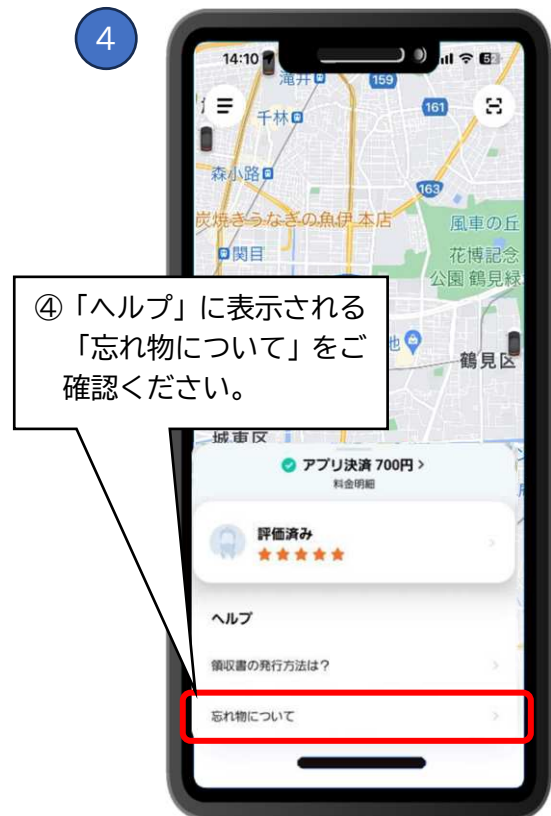 4
14:10
滝井
159
千林
161
森小路
163
炭焼きうなぎの魚伊 本店
風車の丘
関目
花博記念
公園 鶴見緑
④「ヘルプ」に表示される
「忘れ物について」をご
確認ください。
池
鶴見区
城東区
アプリ決済 700円 >
料金明細
評価済み
ヘルプ
領収書の発行方法は?
忘れ物について